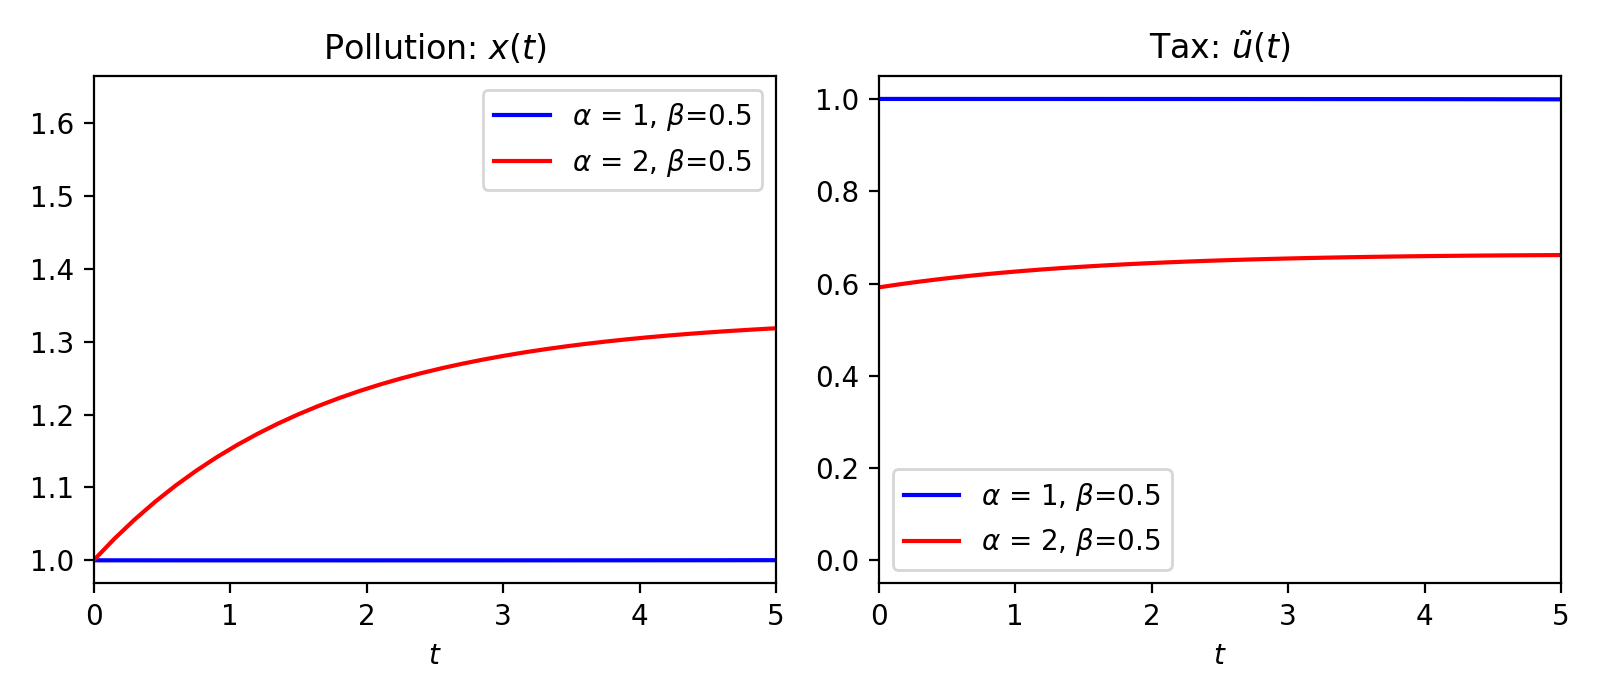 Pollution: x(t)
1.6
1.5
1.4
1.3
1.2
1.1
1.0
α = 1, β=0.5
α = 2, β=0.5
0 1 2 3 4 5
t
Tax: ũ(t)
1.0
0.8
0.6
0.4
0.2
0.0
α = 1, β=0.5
α = 2, β=0.5
0 1 2 3 4 5
t